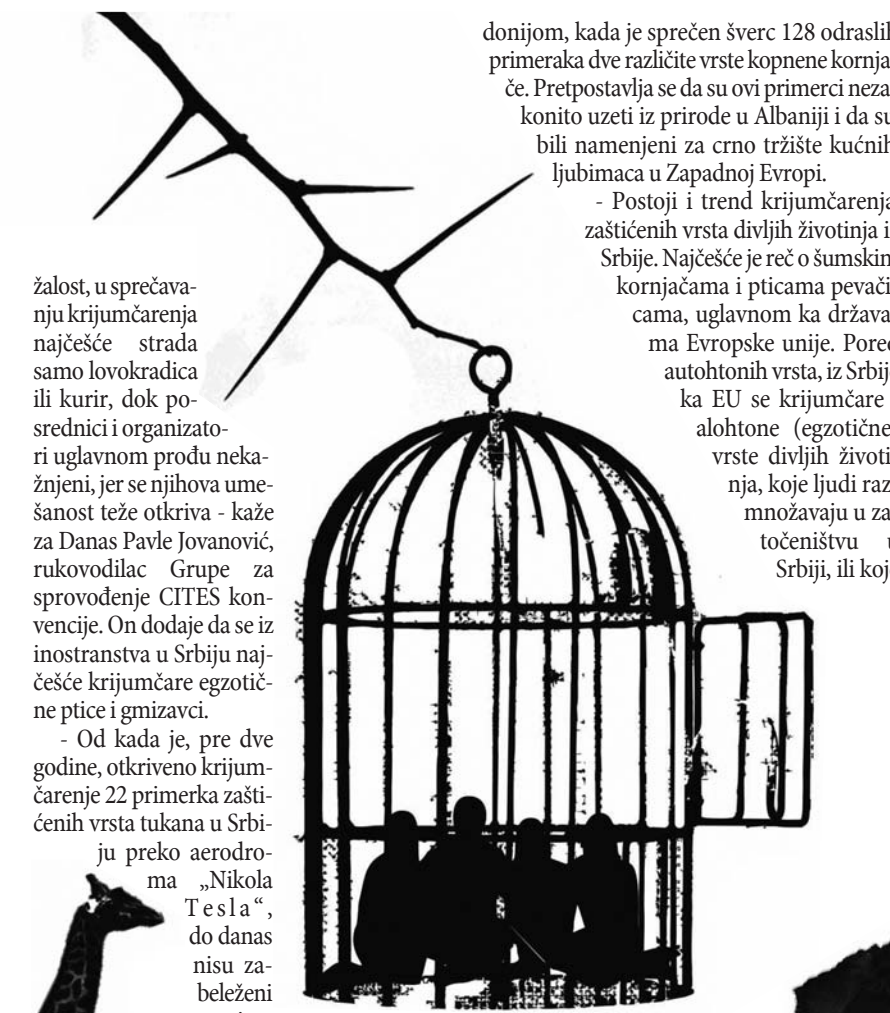 žalost, u sprečava-
nju krijumčarenja
najčešće strada
samo lovokradica
ili kurir, dok po-
srednici i organizato-
ri uglavnom prođu neka-
žnjeni, jer se njihova ume-
šanost teže otkriva - kaže
za Danas Pavle Jovanović,
rukovodilac Grupe za
sprovođenje CITES kon-
vencije. On dodaje da se iz
inostranstva u Srbiju naj-
češće krijumčare egzotič-
ne ptice i gmizavci.
- Od kada je, pre dve
godine, otkriveno krijum-
čarenje 22 primerka zašti-
ćenih vrsta tukana u Srbi-
ju preko aerodro-
ma „Nikola
Tesla“,
do danas
nisu za-
beleženi
donijom, kada je sprečen šverc 128 odraslih
primeraka dve različite vrste kopnene kornja
če. Pretpostavlja se da su ovi primerci neza
konito uzeti iz prirode u Albaniji i da su
bili namenjeni za crno tržište kućnih
ljubimaca u Zapadnoj Evropi.
- Postoji i trend krijumčarenja
zaštićenih vrsta divljih životinja i
Srbije. Najčešće je reč o šumskim
kornjačama i pticama pevači
cama, uglavnom ka država
ma Evropske unije. Pored
autohtonih vrsta, iz Srbije
ka EU se krijumčare
alohtone (egzotične
vrste divljih životi
nja, koje ljudi raz
množavaju u za
točeništvu u
Srbiji, ili koje